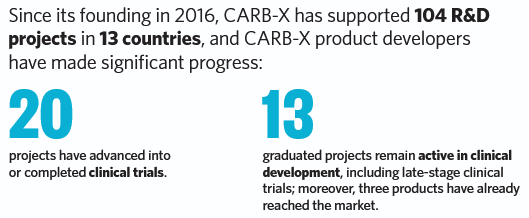 Since its founding in 2016, CARB-X has supported 104 R&D
projects in 13 countries, and CARB-X product developers
have made significant progress:
20
projects have advanced into
or completed clinical trials.
13
graduated projects remain active in clinical
development, including late-stage clinical
trials; moreover, three products have already
reached the market.